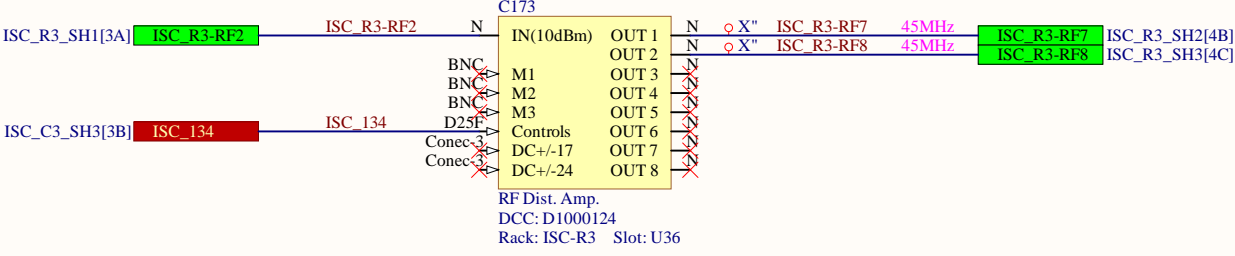 C173
ISC_R3_SH1[3A] ISC_R3-RF2 ISC_R3-RF2 N IN(10dBm) OUT 1 N X" ISC_R3-RF7 45MHz ISC_R3-RF7 ISC_R3_SH2[4B]
OUT 2 N X" ISC_R3-RF8 45MHz ISC_R3-RF8 ISC_R3_SH3[4C]
BNC M1 OUT 3 N
BNC M2 OUT 4 N
BNC M3 OUT 5 N
ISC_C3_SH3[3B] ISC_134 ISC_134 D25F Controls OUT 6 N
Conec-3 DC+/-17 OUT 7 N
Conec-3 DC+/-24 OUT 8 N
RF Dist. Amp.
DCC: D1000124
Rack: ISC-R3 Slot: U36